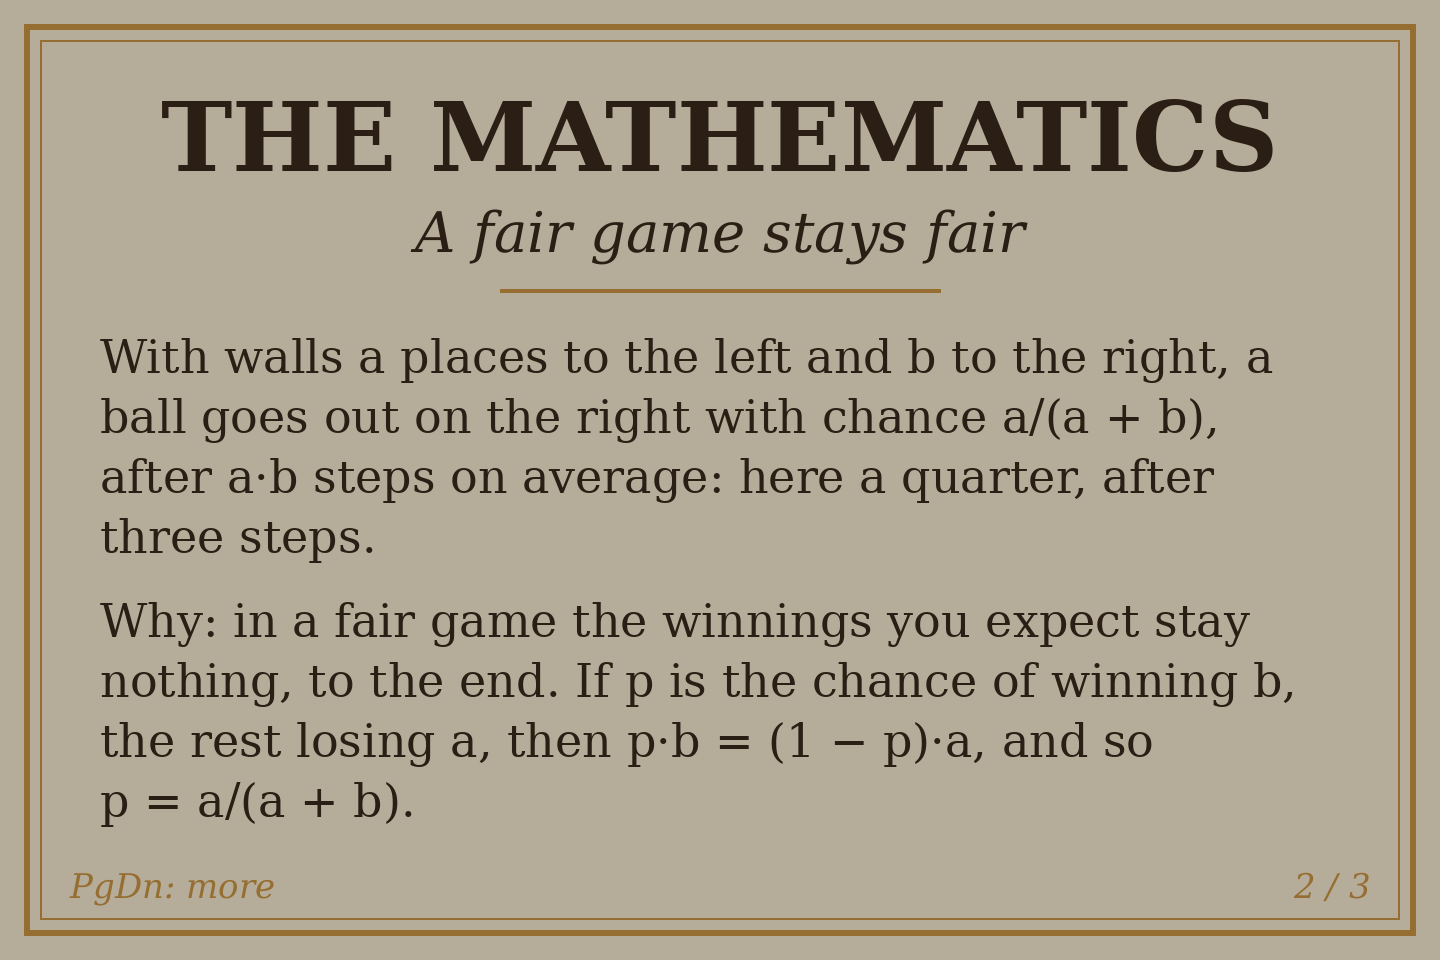 THE MATHEMATICS
A fair game stays fair
With walls a places to the left and b to the right, a
ball goes out on the right with chance a/(a + b),
after a·b steps on average: here a quarter, after
three steps.
Why: in a fair game the winnings you expect stay
nothing, to the end. If p is the chance of winning b,
the rest losing a, then p·b = (1 − p)·a, and so
p = a/(a + b).
PgDn: more
2 / 3